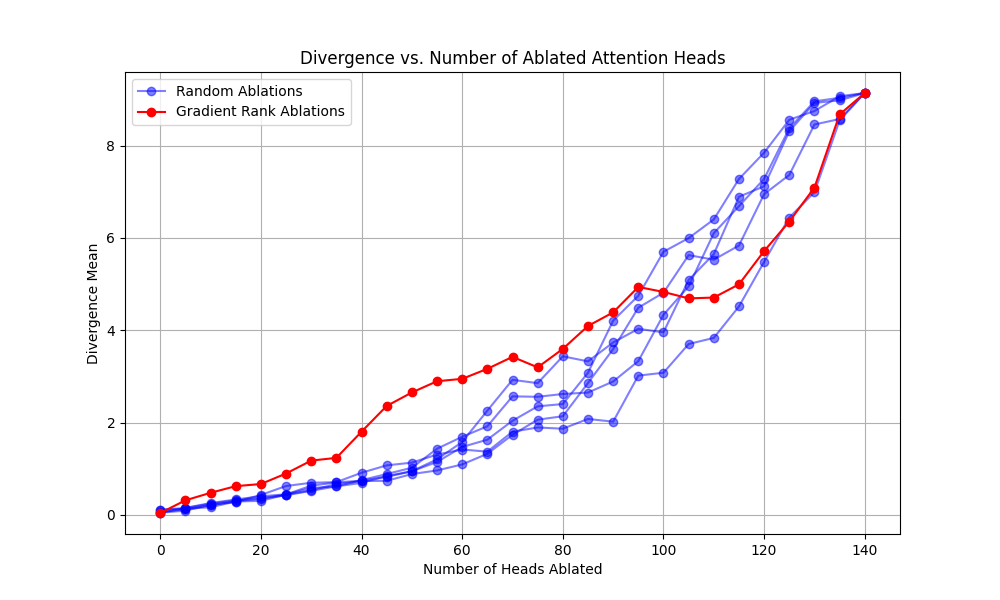 Divergence vs. Number of Ablated Attention Heads
Random Ablations
Gradient Rank Ablations
8
6
4
2
0
Divergence Mean
0 20 40 60 80 100 120 140
Number of Heads Ablated